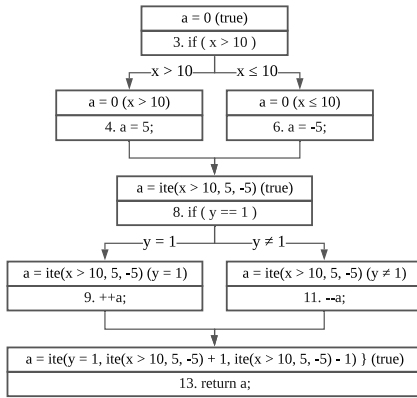 a = 0 (true)
3. if ( x > 10 )
x > 10
x ≤ 10
a = 0 (x > 10)
4. a = 5;
a = 0 (x ≤ 10)
6. a = -5;
a = ite(x > 10, 5, -5) (true)
8. if ( y == 1 )
y = 1
y ≠ 1
a = ite(x > 10, 5, -5) (y = 1)
9. ++a;
a = ite(x > 10, 5, -5) (y ≠ 1)
11. --a;
a = ite(y = 1, ite(x > 10, 5, -5) + 1, ite(x > 10, 5, -5) - 1) } (true)
13. return a;